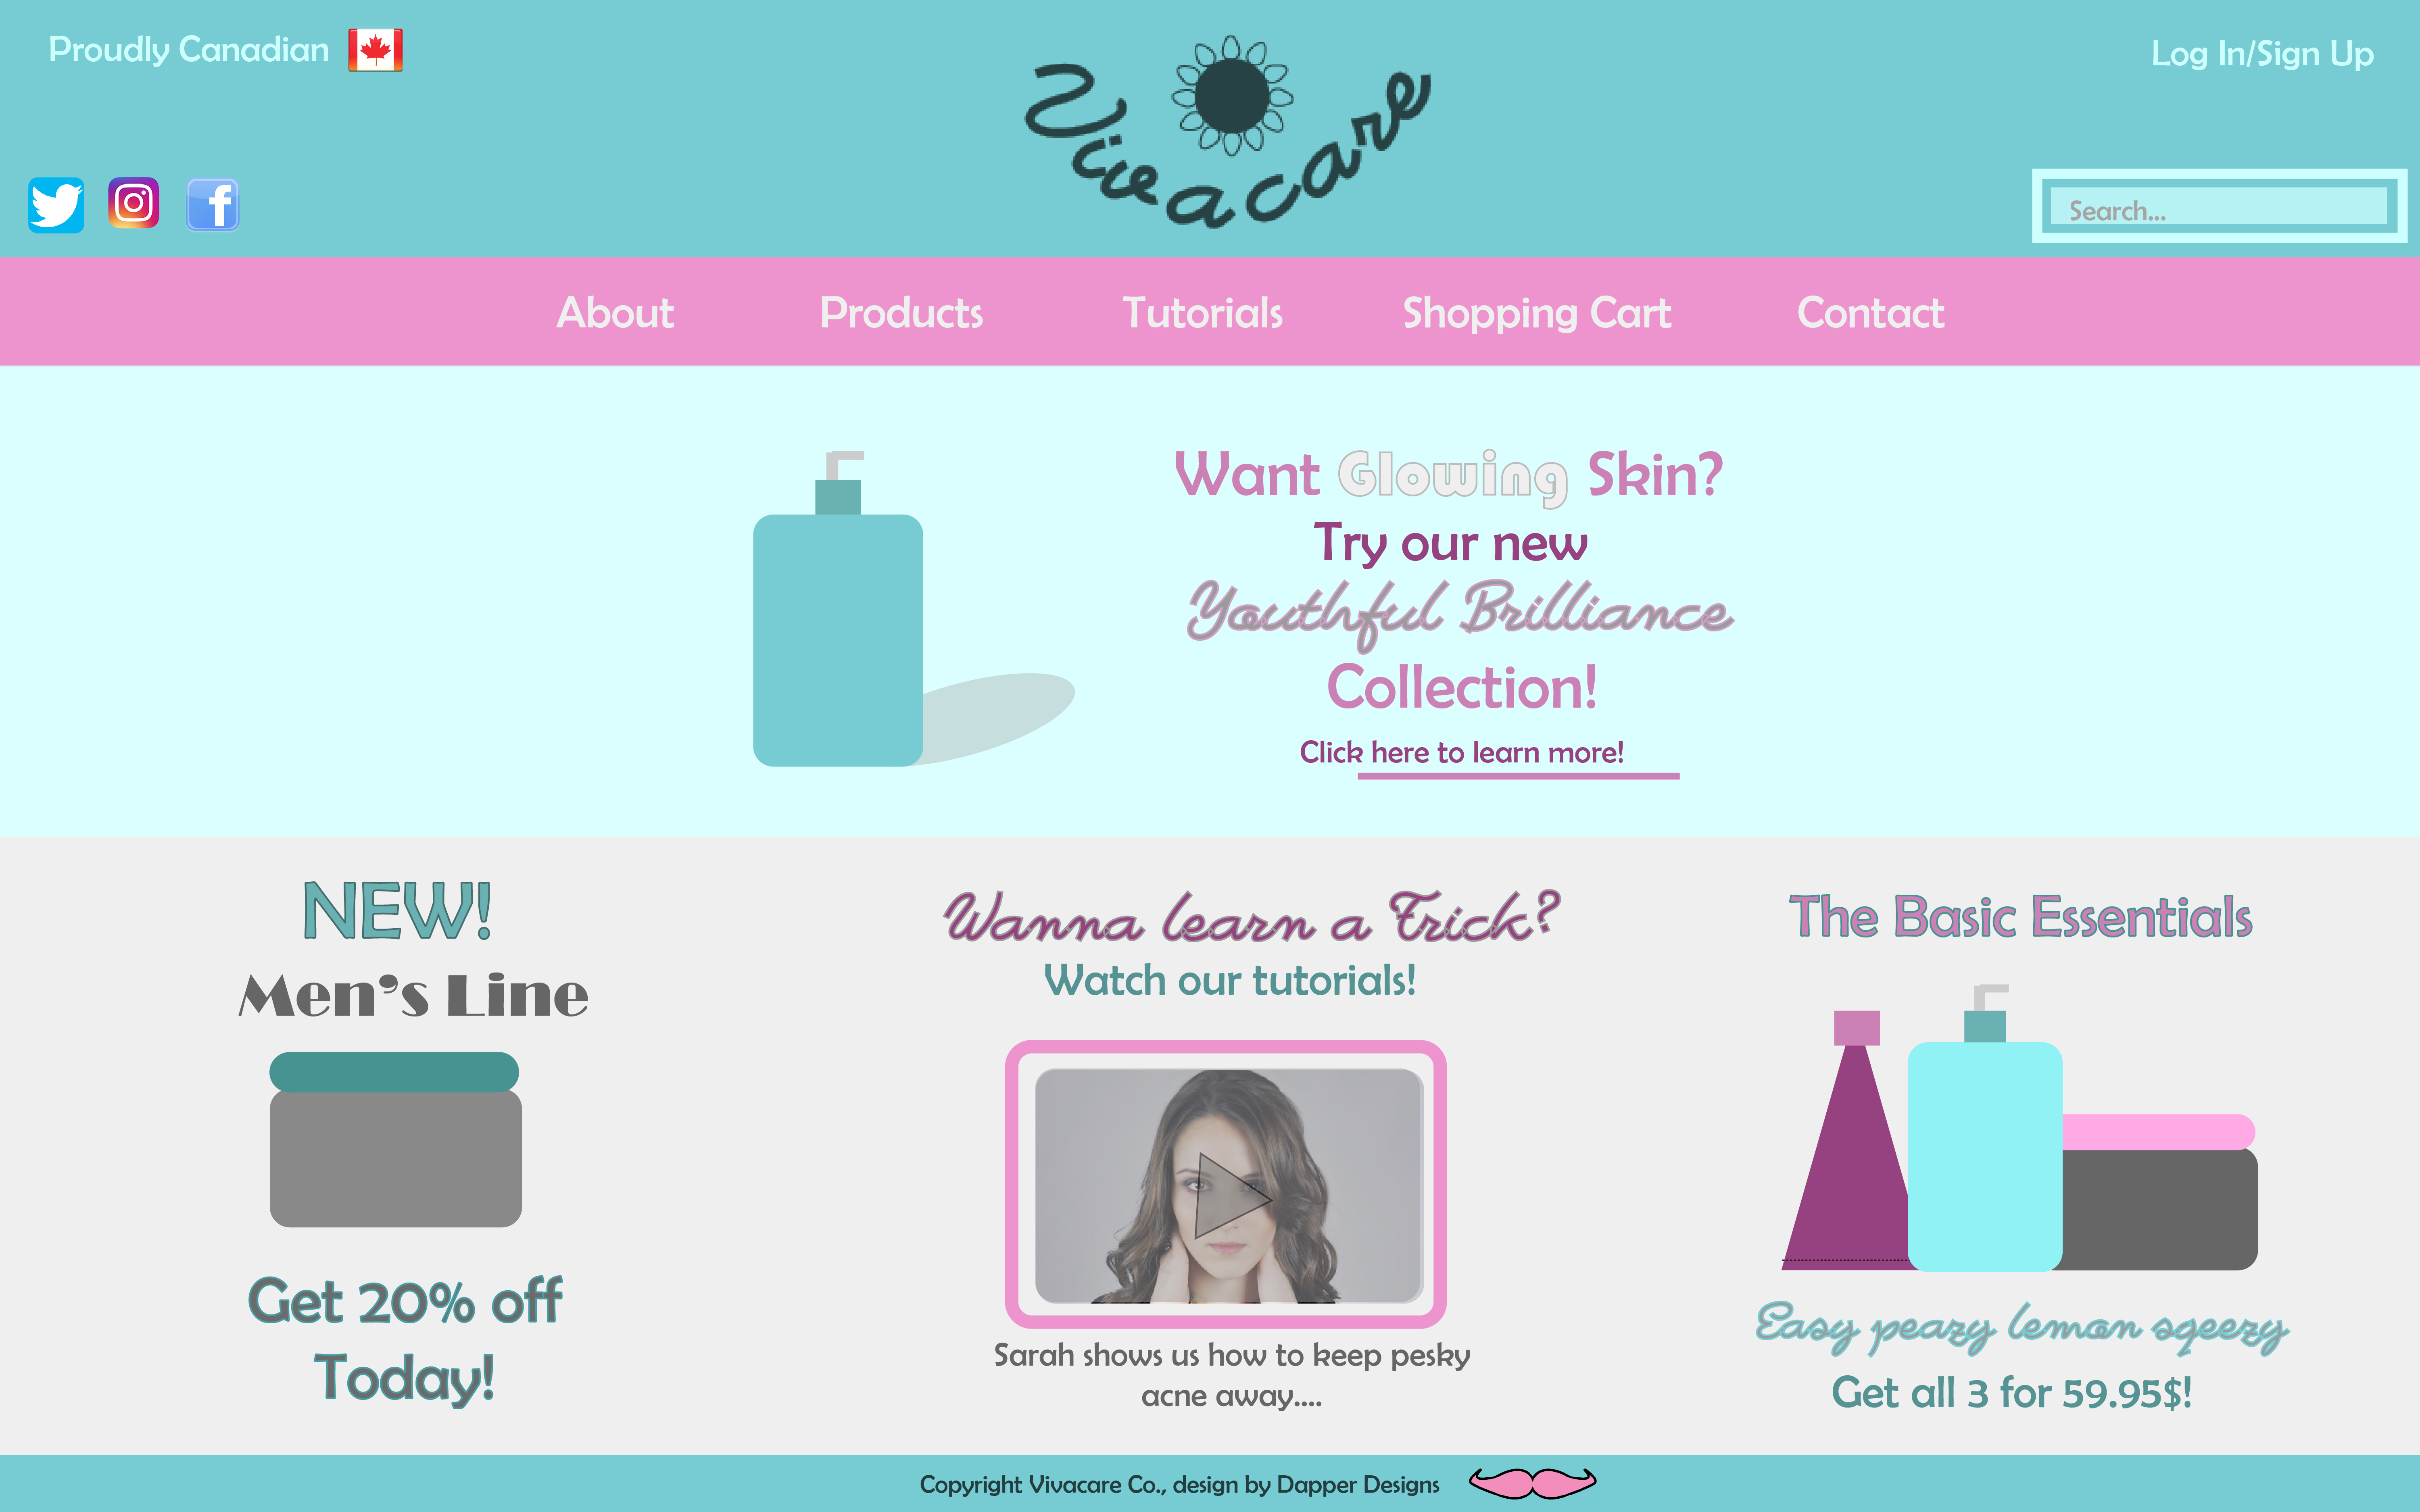 Proudly Canadian
Vivacare
Log In/Sign Up
Search...
About Products Tutorials Shopping Cart Contact
Want Glowing Skin?
Try our new
Youthful Brilliance
Collection!
Click here to learn more!
NEW!
Men's Line
Get 20% off
Today!
Wanna learn a Trick?
Watch our tutorials!
Sarah shows us how to keep pesky
acne away....
The Basic Essentials
Easy peazy lemon sqeezy
Get all 3 for 59.95$!
Copyright Vivacare Co., design by Dapper Designs